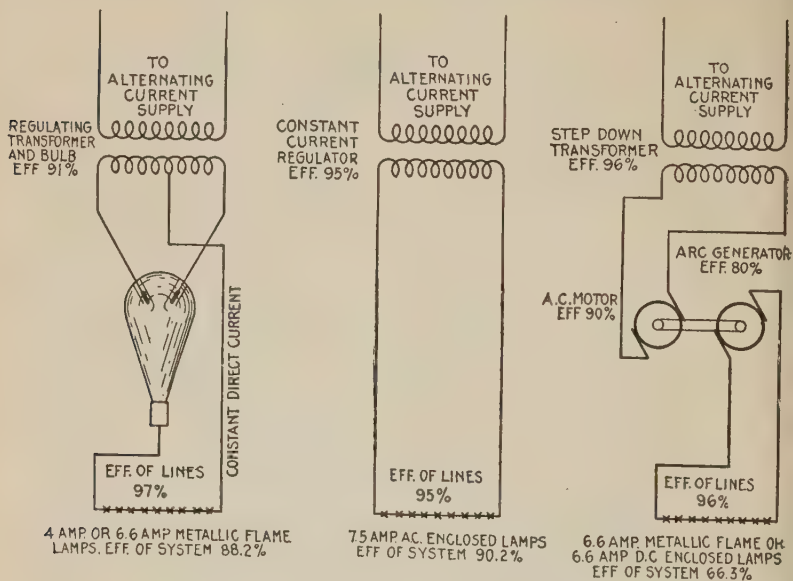 TO
ALTERNATING
CURRENT
SUPPLY
REGULATING
TRANSFORMER
AND BULB
EFF 91%
CONSTANT DIRECT CURRENT
EFF. OF LINES
97%
4 AMP. OR 6.6 AMP METALLIC FLAME
LAMPS. EFF. OF SYSTEM 88.2%
TO
ALTERNATING
CURRENT
SUPPLY
CONSTANT
CURRENT
REGULATOR
EFF. 95%
EFF. OF LINES
95%
7.5 AMP. AC. ENCLOSED LAMPS
EFF OF SYSTEM 90.2%
TO
ALTERNATING
CURRENT
SUPPLY
STEP DOWN
TRANSFORMER
EFF. 96%
ARC GENERATOR
EFF. 80%
A.C. MOTOR
EFF 90%
EFF. OF LINES
96%
6.6 AMP. METALLIC FLAME OR
6.6 AMP D.C ENCLOSED LAMPS
EFF OF SYSTEM 66.3%